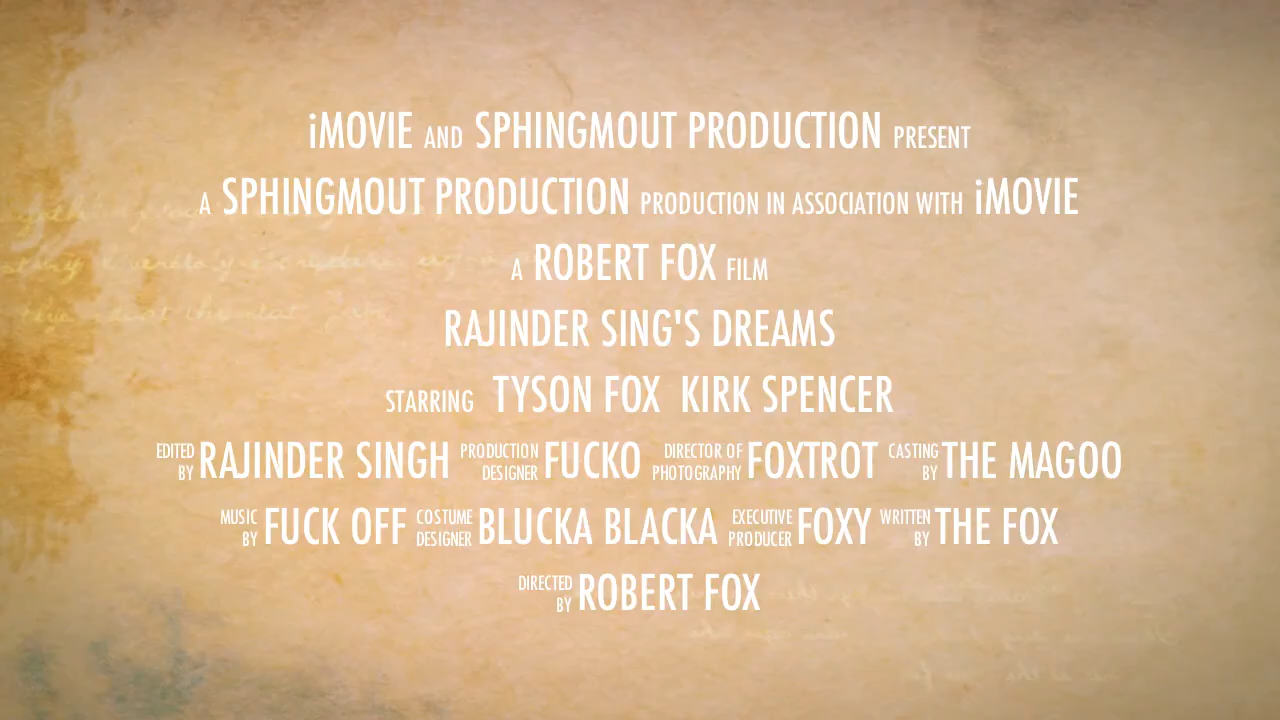 iMOVIE AND SPHINGMOUT PRODUCTION PRESENT
A SPHINGMOUT PRODUCTION PRODUCTION IN ASSOCIATION WITH iMOVIE
A ROBERT FOX FILM
RAJINDER SING'S DREAMS
STARRING TYSON FOX KIRK SPENCER
EDITED BY RAJINDER SINGH PRODUCTION DESIGNER FUCKO DIRECTOR OF PHOTOGRAPHY FOXTROT CASTING BY THE MAGOO
MUSIC BY FUCK OFF COSTUME DESIGNER BLUCKA BLACKA EXECUTIVE PRODUCER FOXY WRITTEN BY THE FOX
DIRECTED BY ROBERT FOX